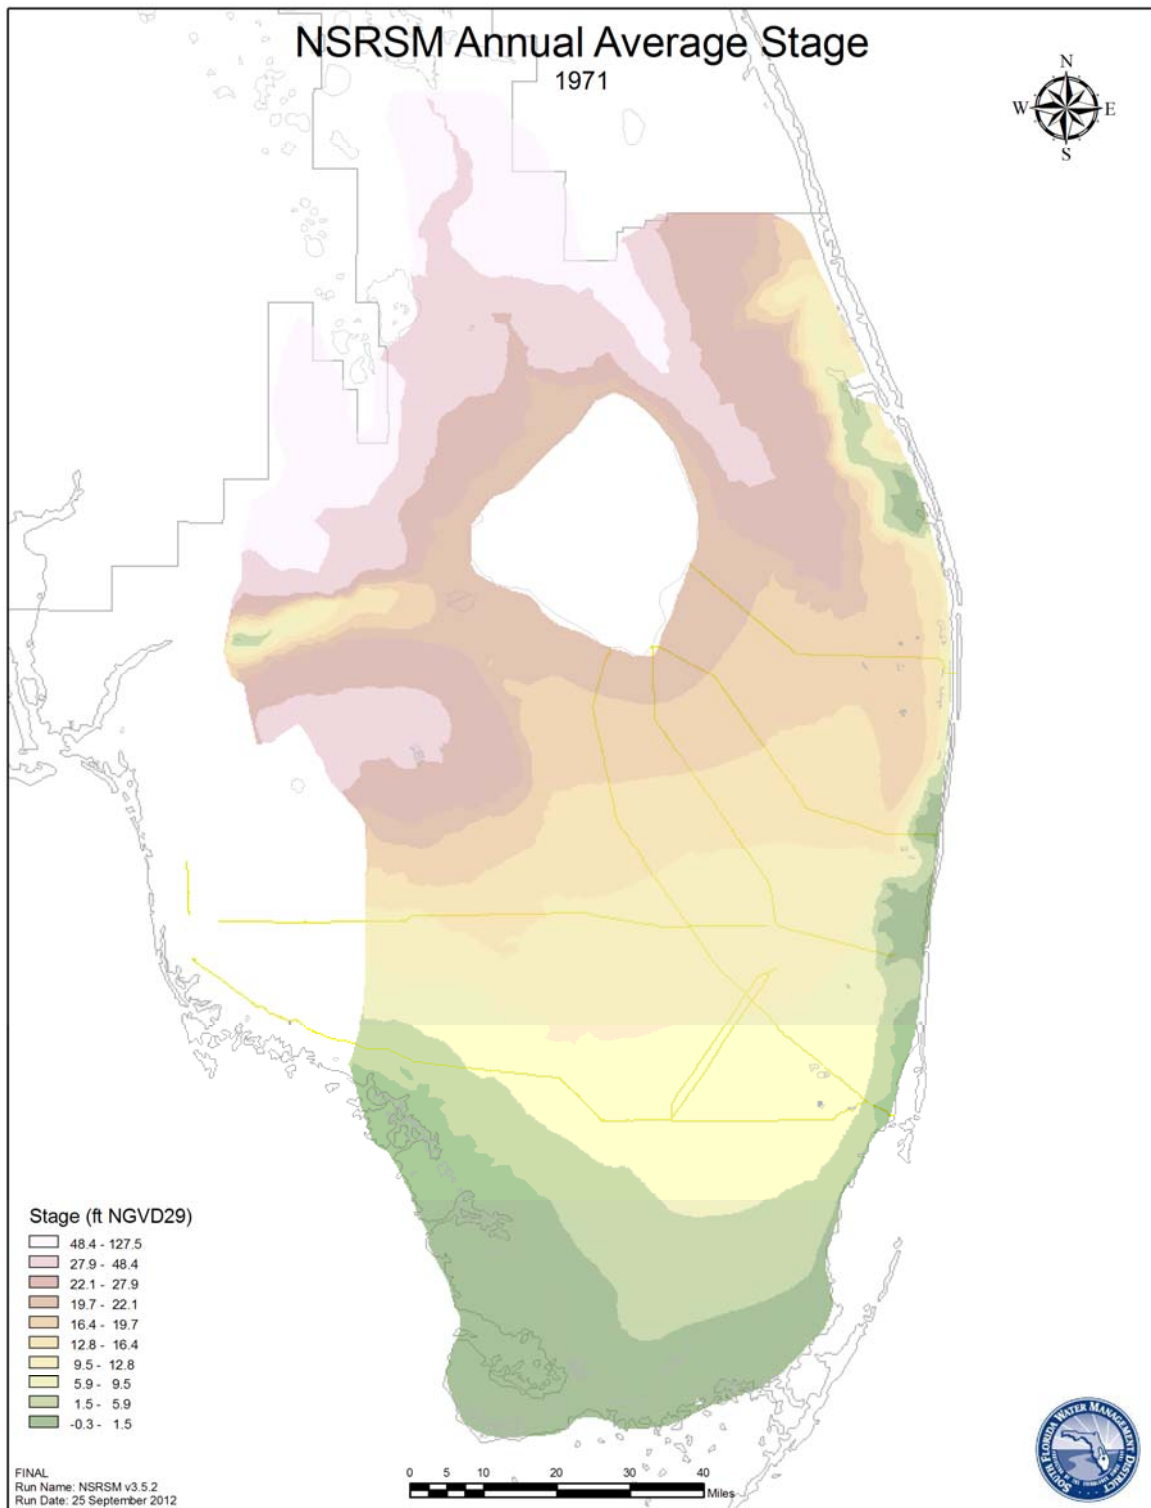 NSRSM Annual Average Stage
1971
N
W E
S
Stage (ft NGVD29)
48.4 - 127.5
27.9 - 48.4
22.1 - 27.9
19.7 - 22.1
16.4 - 19.7
12.8 - 16.4
9.5 - 12.8
5.9 - 9.5
1.5 - 5.9
-0.3 - 1.5
FINAL
Run Name: NSRSM v3.5.2
Run Date: 25 September 2012
0 5 10 20 30 40
Miles
SOUTH FLORIDA WATER MANAGEMENT DISTRICT